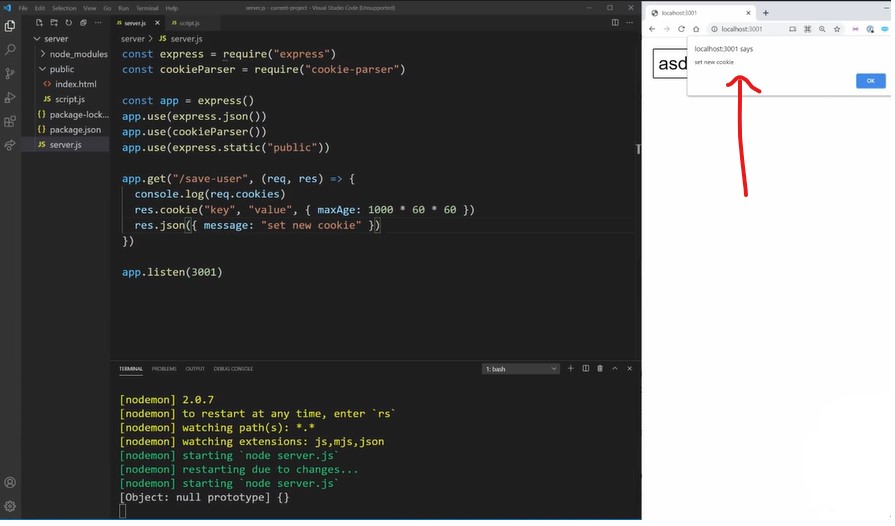 File Edit Selection View Go Run Terminal Help
server.js - current-project - Visual Studio Code [Unsupported]
server
node_modules
public
index.html
script.js
package-lock...
package.json
server.js
server.js script.js
server > server.js
const express = require("express")
const cookieParser = require("cookie-parser")
const app = express()
app.use(express.json())
app.use(cookieParser())
app.use(express.static("public"))
app.get("/save-user", (req, res) => {
console.log(req.cookies)
res.cookie("key", "value", { maxAge: 1000 * 60 * 60 })
res.json({ message: "set new cookie" })
})
app.listen(3001)
TERMINAL PROBLEMS OUTPUT DEBUG CONSOLE
1: bash
[nodemon] 2.0.7
[nodemon] to restart at any time, enter `rs`
[nodemon] watching path(s): *.*
[nodemon] watching extensions: js,mjs,json
[nodemon] starting `node server.js`
[nodemon] restarting due to changes...
[nodemon] starting `node server.js`
[Object: null prototype] {}
localhost:3001
localhost:3001
asd
localhost:3001 says
set new cookie
OK